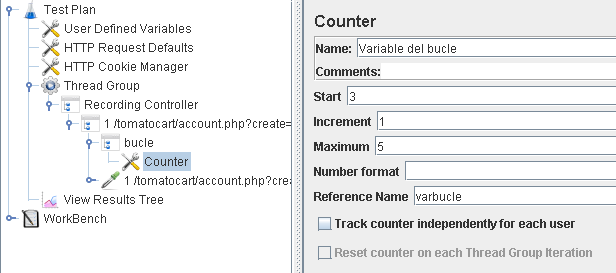 Test Plan
User Defined Variables
HTTP Request Defaults
HTTP Cookie Manager
Thread Group
Recording Controller
1 /tomatocart/account.php?create=
bucle
Counter
1 /tomatocart/account.php?crea
View Results Tree
WorkBench
Counter
Name: Variable del bucle
Comments:
Start 3
Increment 1
Maximum 5
Number format
Reference Name varbucle
Track counter independently for each user
Reset counter on each Thread Group Iteration